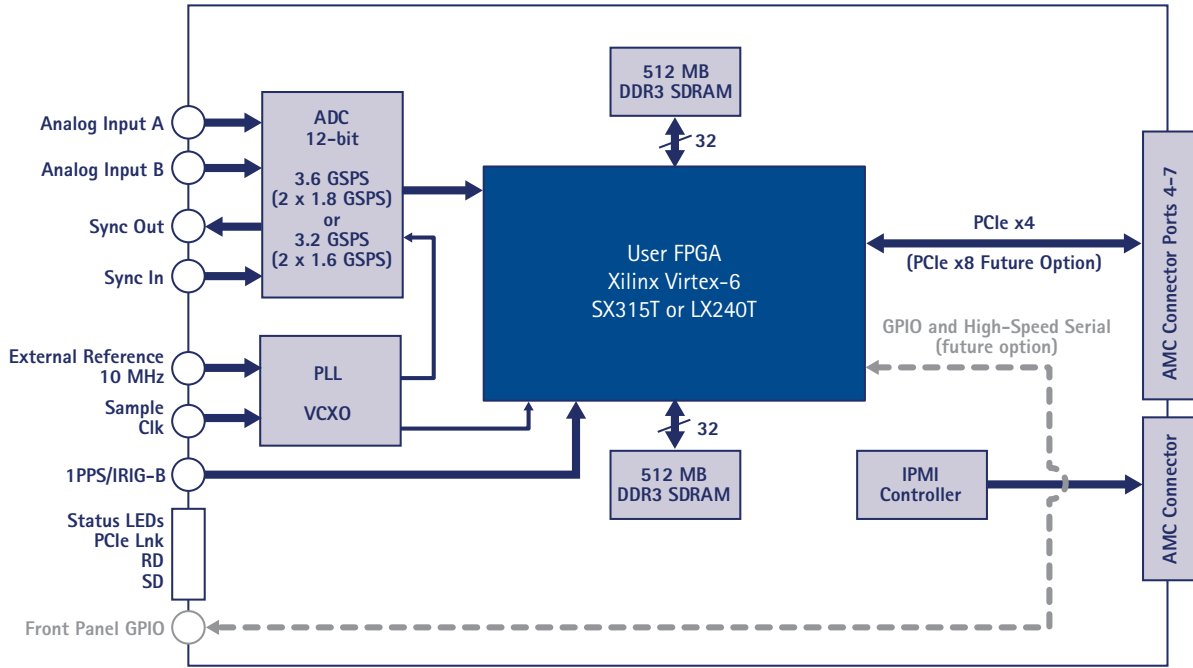 512 MB
DDR3 SDRAM
32
Analog Input A
Analog Input B
Sync Out
Sync In
ADC
12-bit
3.6 GSPS
(2 x 1.8 GSPS)
or
3.2 GSPS
(2 x 1.6 GSPS)
User FPGA
Xilinx Virtex-6
SX315T or LX240T
PCIe x4
(PCIe x8 Future Option)
AMC Connector Ports 4-7
GPIO and High-Speed Serial
(future option)
External Reference
10 MHz
Sample
Clk
PLL
VCXO
32
512 MB
DDR3 SDRAM
1PPS/IRIG-B
IPMI
Controller
AMC Connector
Status LEDs
PCIe Lnk
RD
SD
Front Panel GPIO